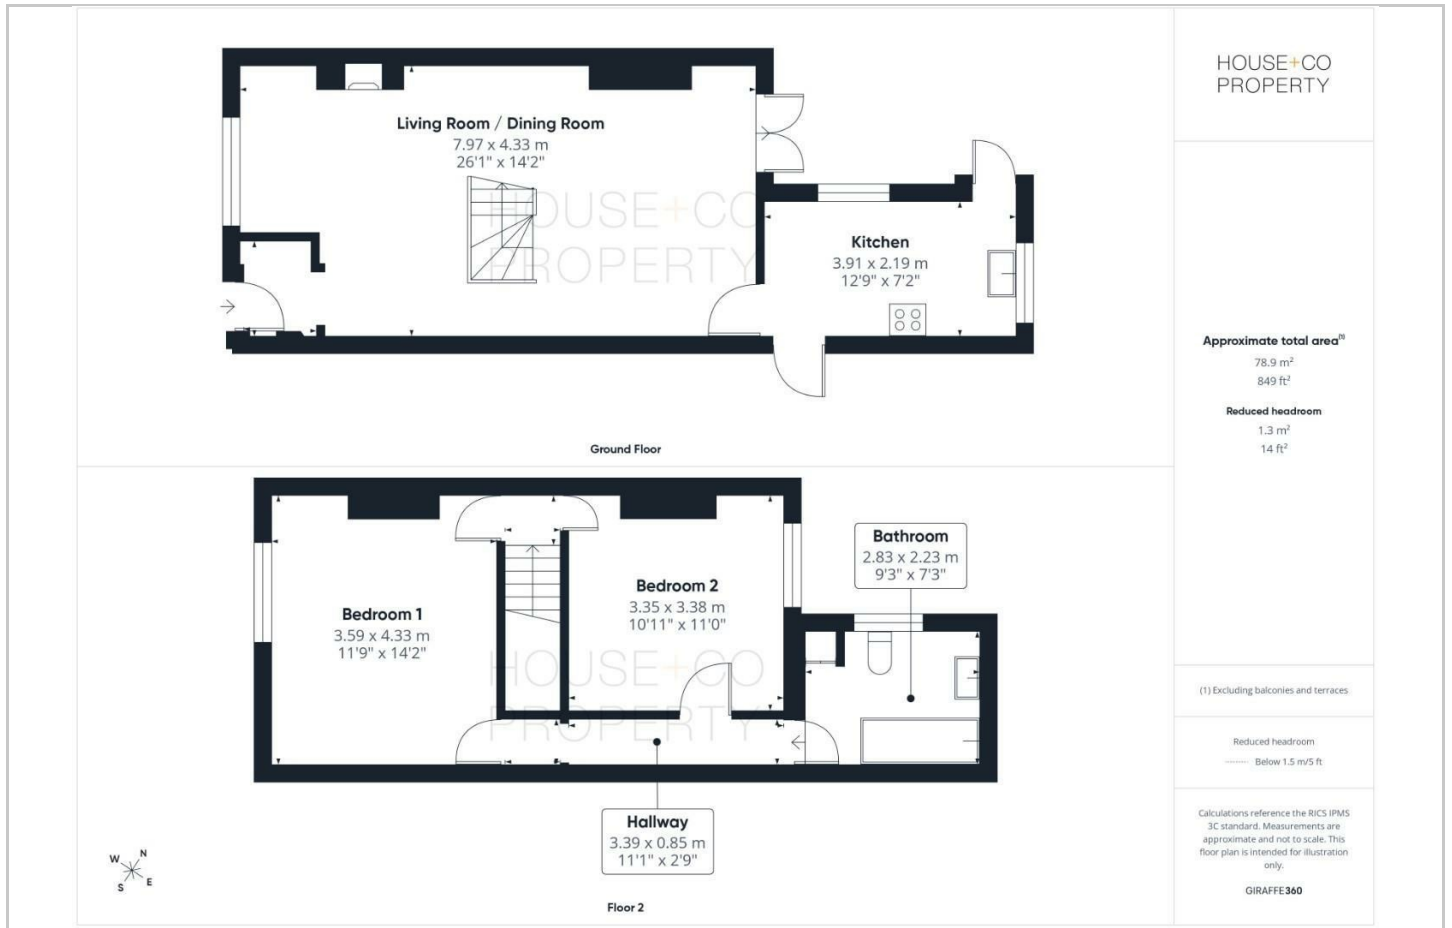 Living Room / Dining Room
7.97 x 4.33 m
26'1" x 14'2"
HOUSE+CO
PROPERTY
Kitchen
3.91 x 2.19 m
12'9" x 7'2"
Ground Floor
Bedroom 1
3.59 x 4.33 m
11'9" x 14'2"
Bedroom 2
3.35 x 3.38 m
10'11" x 11'0"
HOUSE+CO
PROPERTY
Bathroom
2.83 x 2.23 m
9'3" x 7'3"
Hallway
3.39 x 0.85 m
11'1" x 2'9"
W N
S E
Floor 2
HOUSE+CO
PROPERTY
Approximate total area(1)
78.9 m²
849 ft²
Reduced headroom
1.3 m²
14 ft²
(1) Excluding balconies and terraces
Reduced headroom
Below 1.5 m/5 ft
Calculations reference the RICS IPMS
3C standard. Measurements are
approximate and not to scale. This
floor plan is intended for illustration
only.
GIRAFFE360